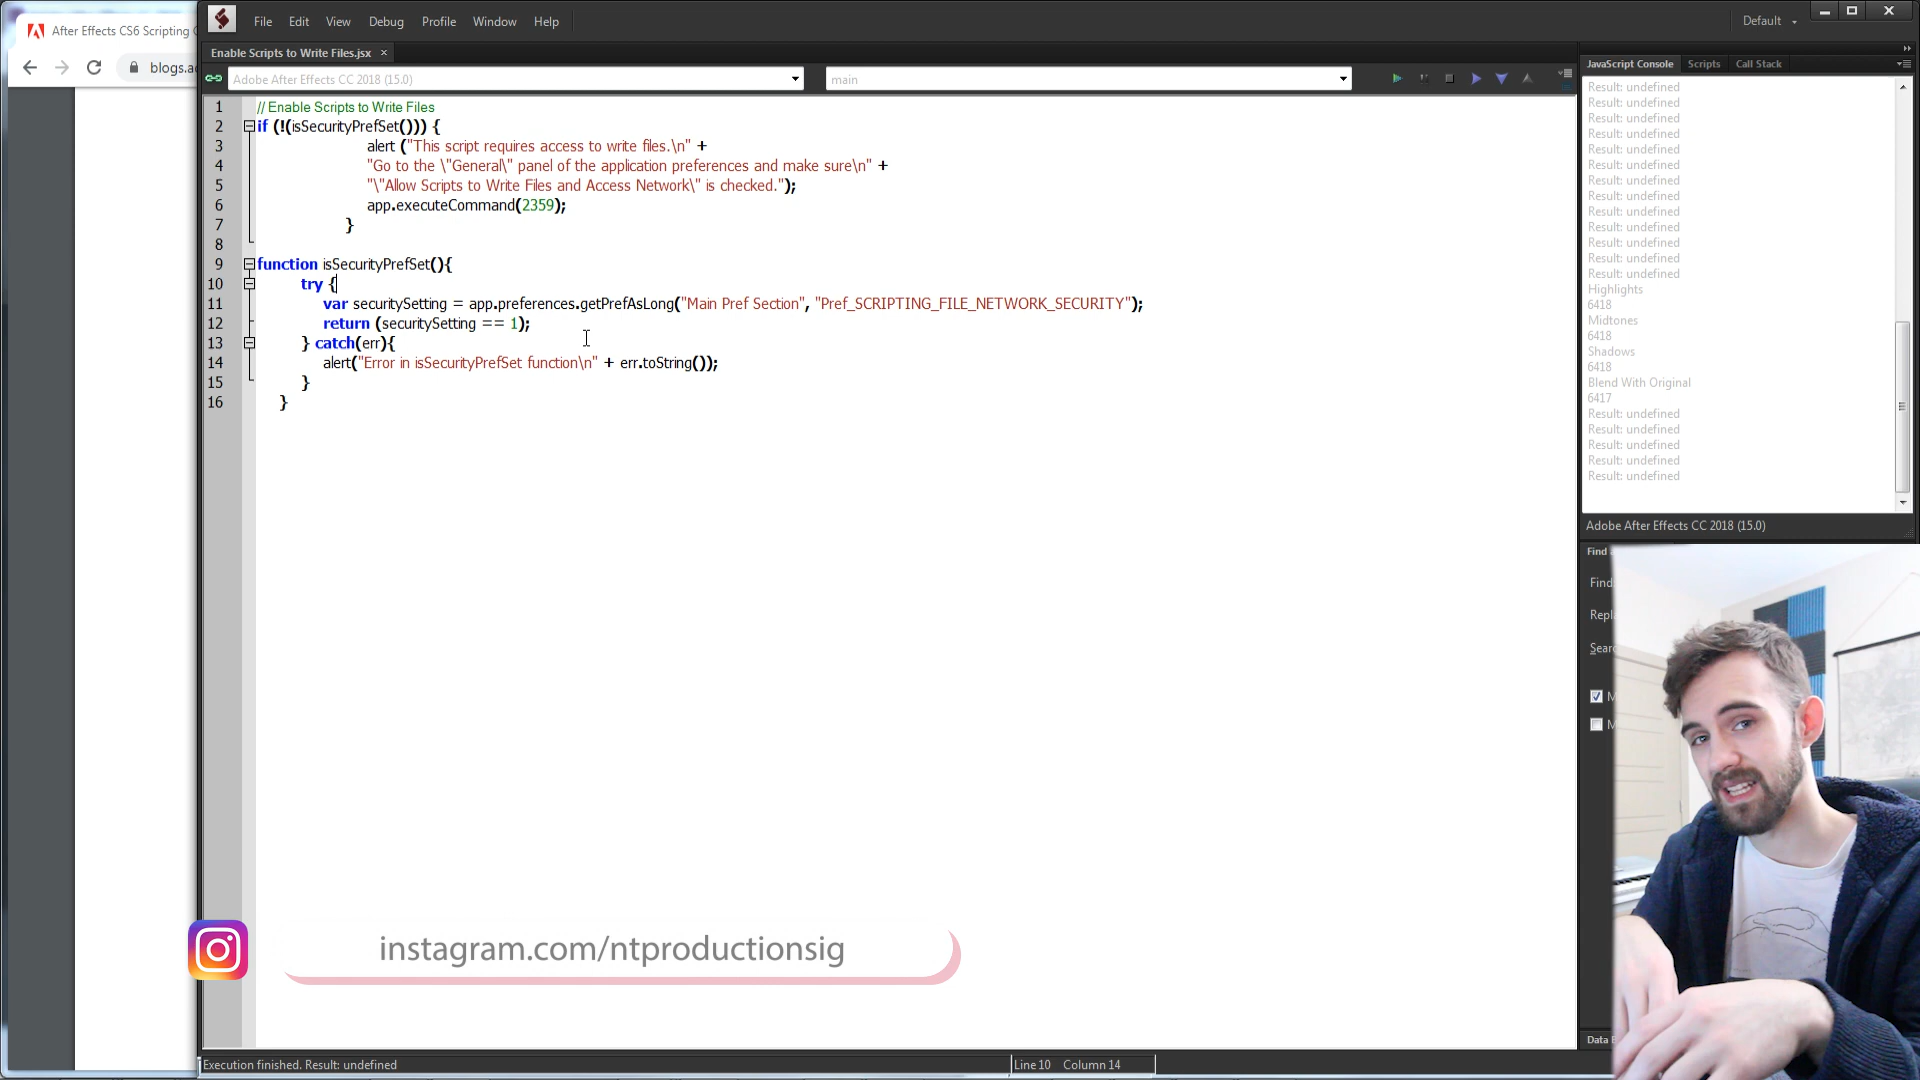 After Effects CS6 Scripting
blogs.a
File Edit View Debug Profile Window Help
Default
Enable Scripts to Write Files.jsx ×
Adobe After Effects CC 2018 (15.0)
main
1 // Enable Scripts to Write Files
2 if (!(isSecurityPrefSet())) {
3 alert ("This script requires access to write files.\n" +
4 "Go to the \"General\" panel of the application preferences and make sure\n" +
5 "\"Allow Scripts to Write Files and Access Network\" is checked.");
6 app.executeCommand(2359);
7 }
8
9 function isSecurityPrefSet(){
10 try {
11 var securitySetting = app.preferences.getPrefAsLong("Main Pref Section", "Pref_SCRIPTING_FILE_NETWORK_SECURITY");
12 return (securitySetting == 1);
13 } catch(err){
14 alert("Error in isSecurityPrefSet function\n" + err.toString());
15 }
16 }
JavaScript Console Scripts Call Stack
Result: undefined
Result: undefined
Result: undefined
Result: undefined
Result: undefined
Result: undefined
Result: undefined
Result: undefined
Result: undefined
Result: undefined
Result: undefined
Result: undefined
Result: undefined
Highlights
6418
Midtones
6418
Shadows
6418
Blend With Original
6417
Result: undefined
Result: undefined
Result: undefined
Result: undefined
Result: undefined
Adobe After Effects CC 2018 (15.0)
Find
Find
Repl
Sear
M
M
Data
instagram.com/ntproductionsig
Execution finished. Result: undefined
Line 10 Column 14